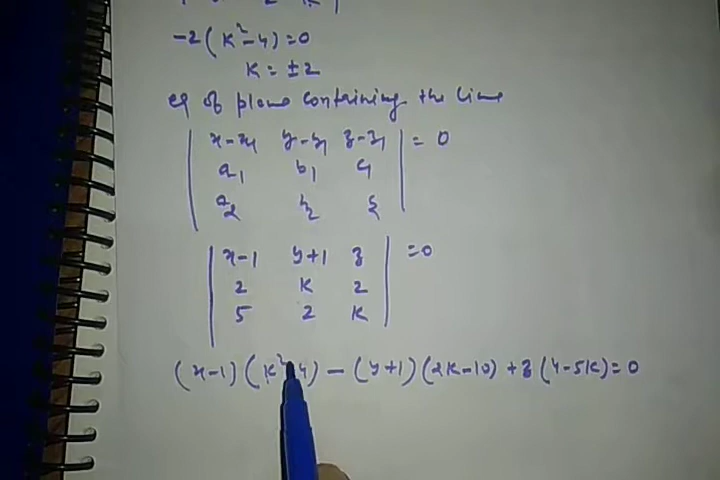 -2(k²-4)=0
k = ±2
eq of plane containing the line
| x-x₁ y-y₁ z-z₁ | = 0
| a₁ b₁ c₁ |
| a₂ b₂ c₂ |
| x-1 y+1 z | =0
| 2 k 2 |
| 5 2 k |
(x-1)(k²-4) - (y+1)(2k-10) + z(4-5k)=0